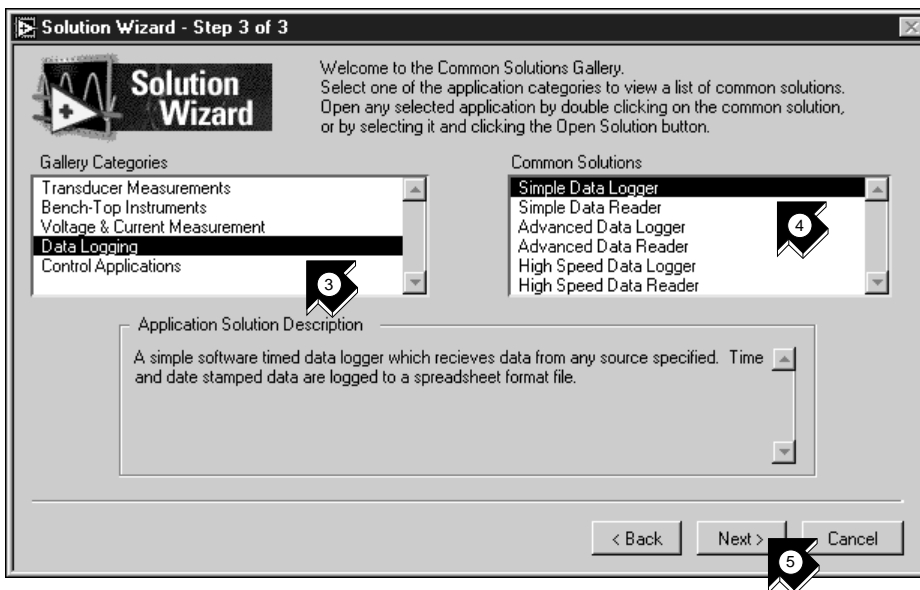 Solution Wizard - Step 3 of 3
Solution
Wizard
Welcome to the Common Solutions Gallery.
Select one of the application categories to view a list of common solutions.
Open any selected application by double clicking on the common solution,
or by selecting it and clicking the Open Solution button.
Gallery Categories
Transducer Measurements
Bench-Top Instruments
Voltage & Current Measurement
Data Logging
Control Applications
3
Common Solutions
Simple Data Logger
Simple Data Reader
Advanced Data Logger
Advanced Data Reader
High Speed Data Logger
High Speed Data Reader
4
Application Solution Description
A simple software timed data logger which recieves data from any source specified. Time
and date stamped data are logged to a spreadsheet format file.
< Back
Next >
Cancel
5